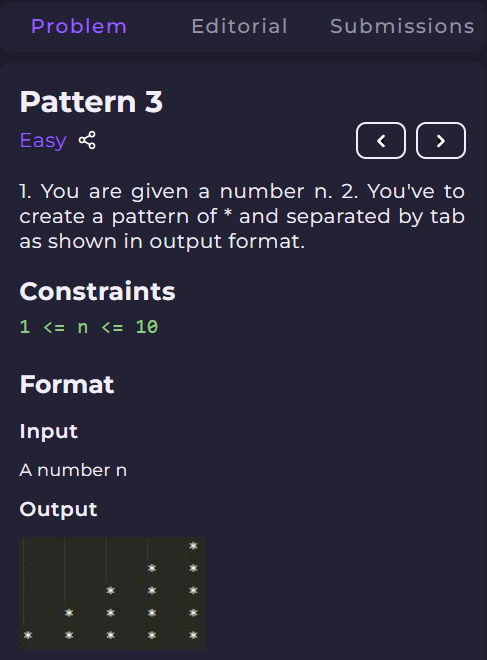 Problem Editorial Submissions
Pattern 3
Easy
1. You are given a number n. 2. You've to
create a pattern of * and separated by tab
as shown in output format.
Constraints
1 <= n <= 10
Format
Input
A number n
Output
				*
			*	*
		*	*	*
	*	*	*	*
*	*	*	*	*